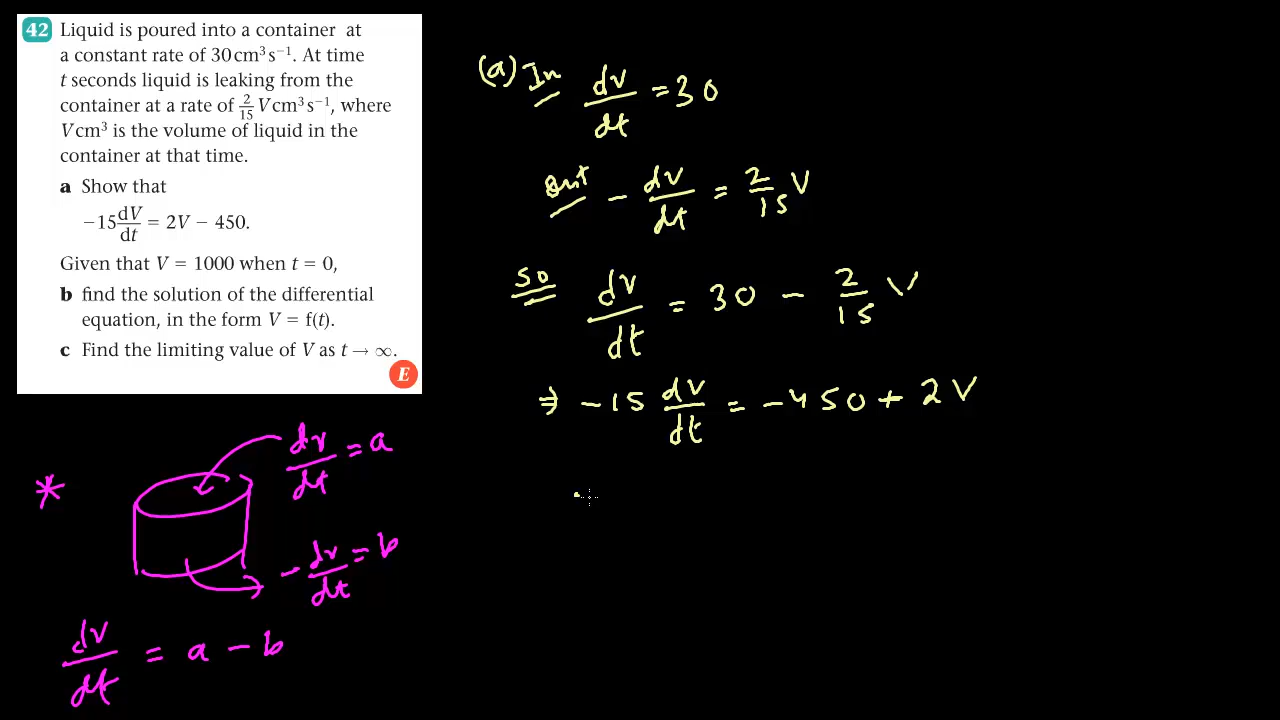 42 Liquid is poured into a container at
a constant rate of 30 cm³ s⁻¹. At time
t seconds liquid is leaking from the
container at a rate of 2/15 V cm³ s⁻¹, where
V cm³ is the volume of liquid in the
container at that time.
a Show that
−15 dV/dt = 2V − 450.
Given that V = 1000 when t = 0,
b find the solution of the differential
equation, in the form V = f(t).
c Find the limiting value of V as t → ∞.
E
* dv/dt = a
- dv/dt = b
dv/dt = a - b
(a) In dv/dt = 30
Out - dv/dt = 2/15 V
so dv/dt = 30 - 2/15 V
⇒ -15 dv/dt = -450 + 2V